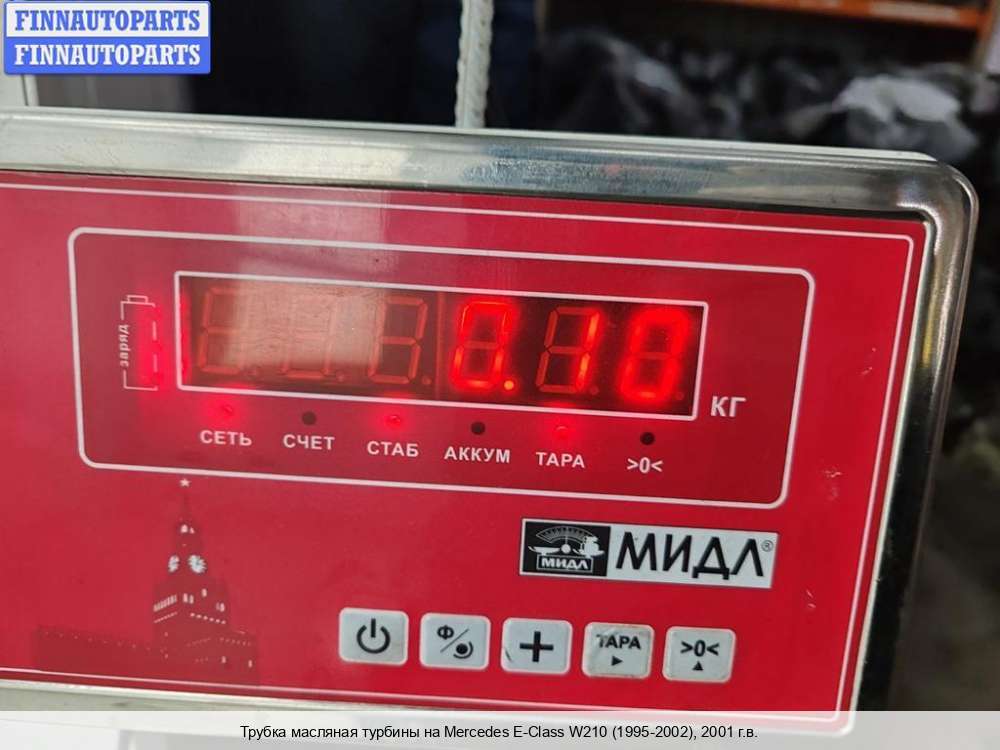 FINNAUTOPARTS
FINNAUTOPARTS
заряд
0.10
КГ
СЕТЬ СЧЕТ СТАБ АККУМ ТАРА >0<
МИДЛ МИДЛ®
Ф ТАРА >0<
Трубка масляная турбины на Mercedes E-Class W210 (1995-2002), 2001 г.в.